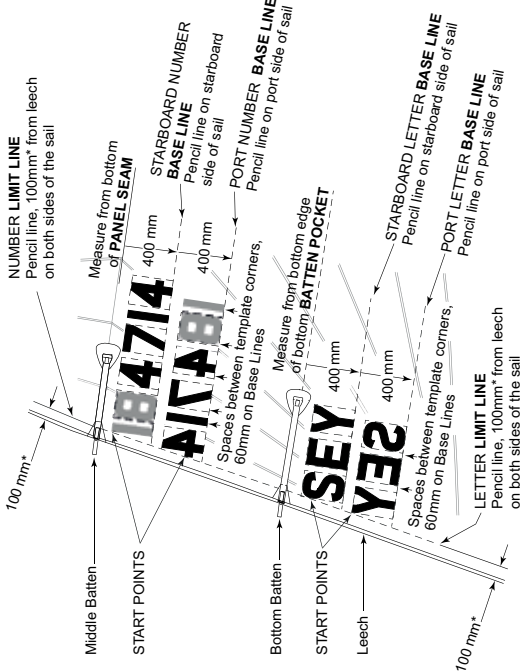 NUMBER LIMIT LINE
Pencil line, 100mm* from leech
on both sides of the sail
100 mm*
Middle Batten
START POINTS
Measure from bottom
of PANEL SEAM
400 mm
STARBOARD NUMBER
BASE LINE
Pencil line on starboard
side of sail
184714
400 mm
PORT NUMBER BASE LINE
Pencil line on port side of sail
184714
Spaces between template corners,
60mm on Base Lines
Bottom Batten
START POINTS
Leech
Measure from bottom edge
of bottom BATTEN POCKET
400 mm
STARBOARD LETTER BASE LINE
Pencil line on starboard side of sail
SEY
400 mm
PORT LETTER BASE LINE
Pencil line on port side of sail
SEY
Spaces between template corners,
60mm on Base Lines
LETTER LIMIT LINE
Pencil line, 100mm* from leech
on both sides of the sail
100 mm*